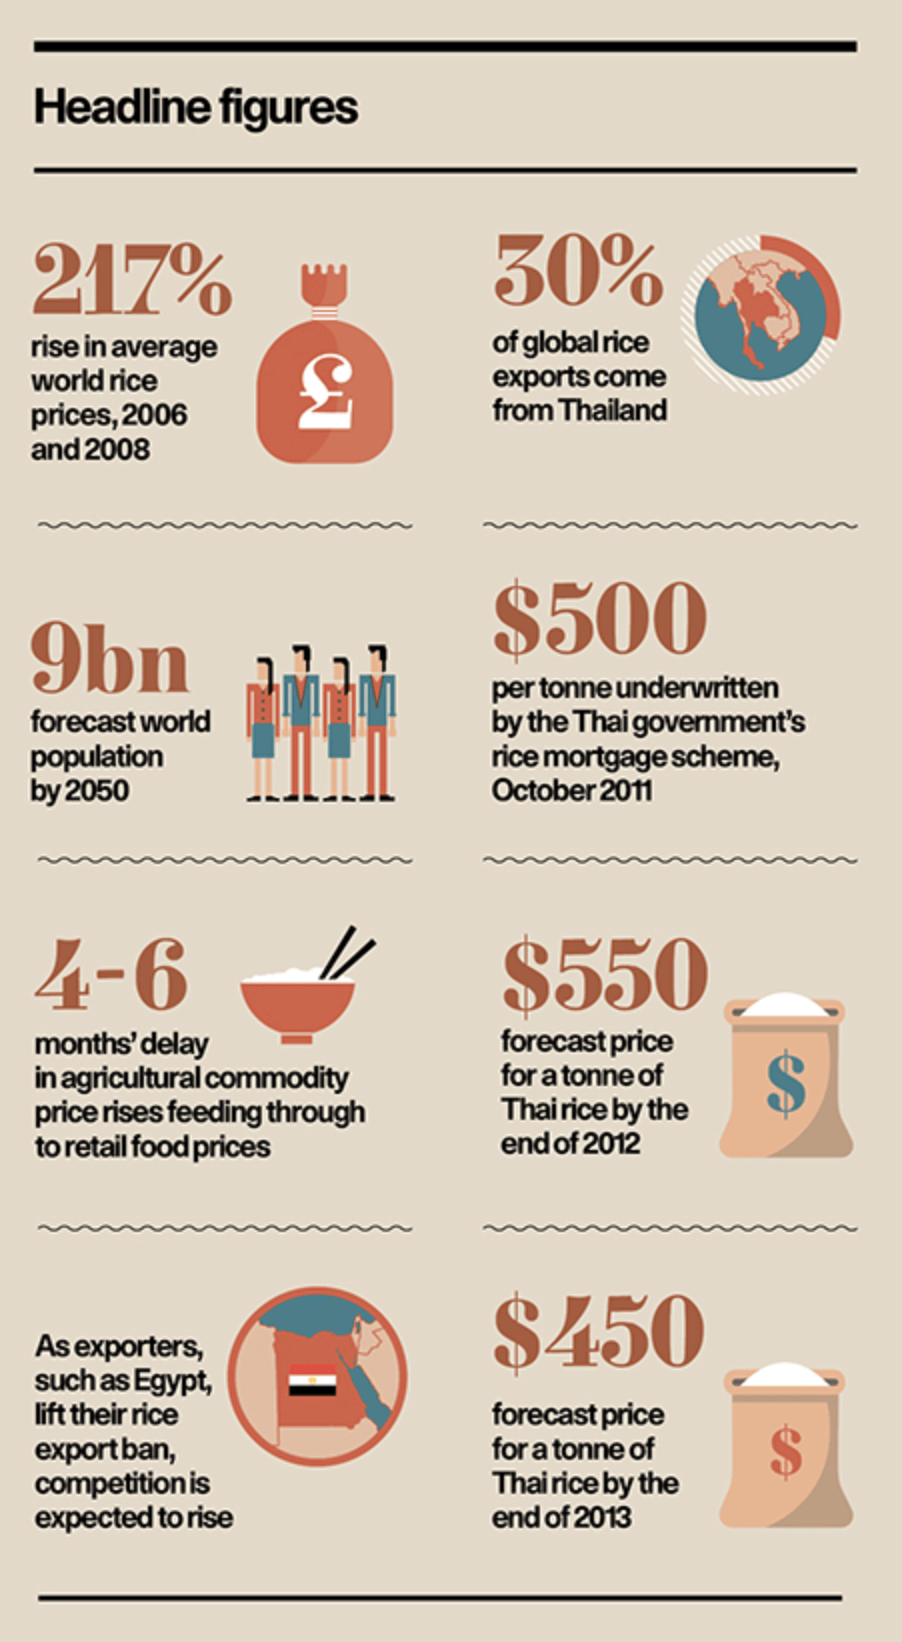 Headline figures
217%
rise in average
world rice
prices, 2006
and 2008
£
30%
of global rice
exports come
from Thailand
9bn
forecast world
population
by 2050
$500
per tonne underwritten
by the Thai government's
rice mortgage scheme,
October 2011
4-6
months' delay
in agricultural commodity
price rises feeding through
to retail food prices
$550
forecast price
for a tonne of
Thai rice by the
end of 2012
$
As exporters,
such as Egypt,
lift their rice
export ban,
competition is
expected to rise
$450
forecast price
for a tonne of
Thai rice by the
end of 2013
$